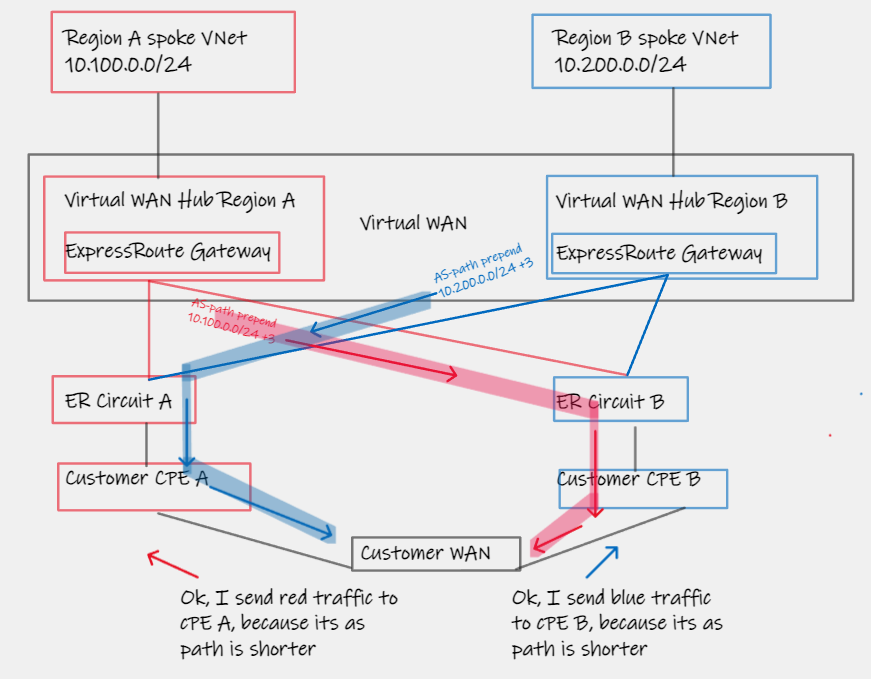 Region A spoke VNet
10.100.0.0/24
Region B spoke VNet
10.200.0.0/24
Virtual WAN Hub Region A
ExpressRoute Gateway
Virtual WAN
Virtual WAN Hub Region B
ExpressRoute Gateway
AS-path prepend
10.200.0.0/24 +3
AS-path prepend
10.100.0.0/24 +3
ER Circuit A
ER Circuit B
Customer CPE A
Customer CPE B
Customer WAN
Ok, I send red traffic to
CPE A, because its as
path is shorter
Ok, I send blue traffic
to CPE B, because its as
path is shorter